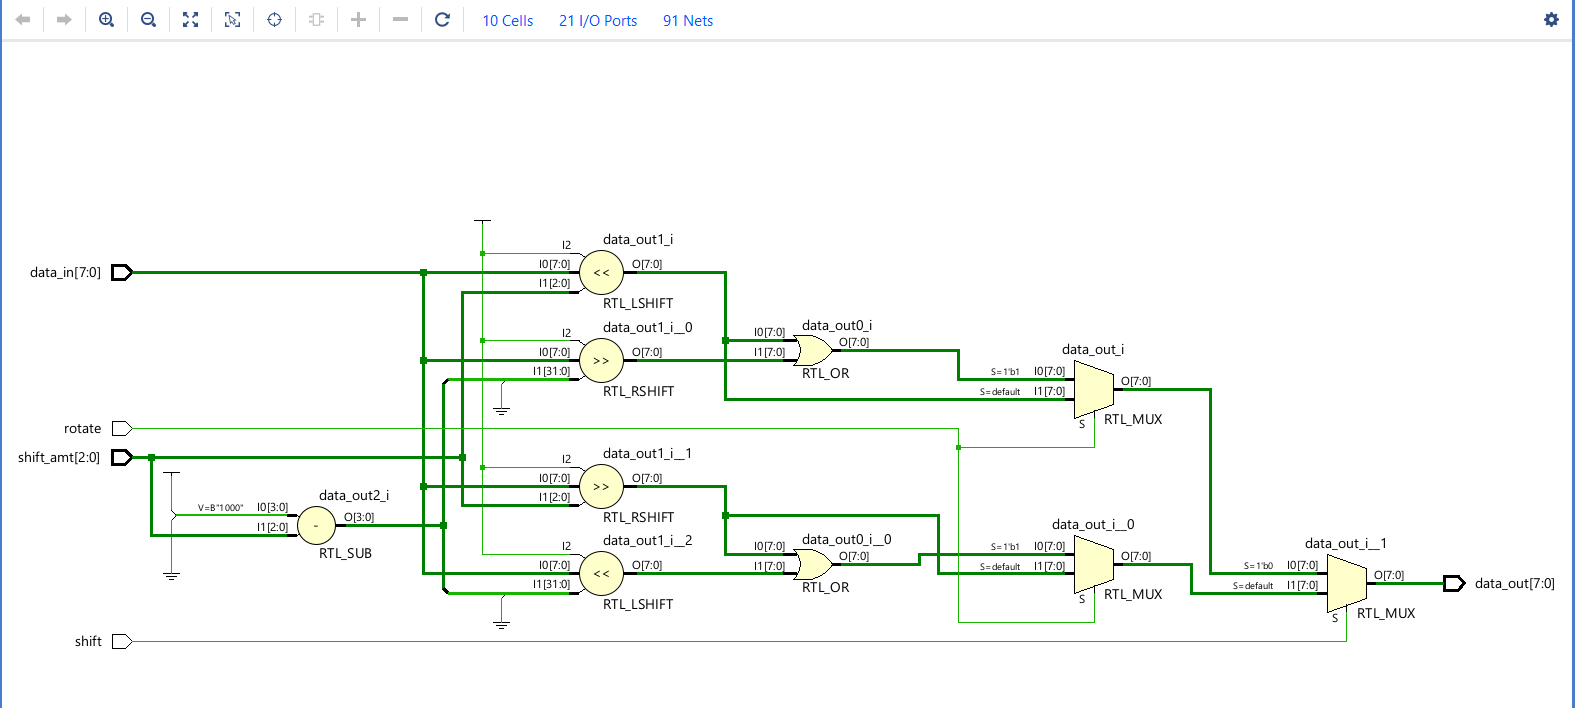 10 Cells 21 I/O Ports 91 Nets
data_out1_i
I2
data_in[7:0]
I0[7:0] O[7:0]
<<
I1[2:0]
RTL_LSHIFT
data_out1_i__0
data_out0_i
I2
I0[7:0] O[7:0]
I0[7:0] O[7:0]
>>
I1[7:0]
I1[31:0]
RTL_OR
RTL_RSHIFT
data_out_i
S=1'b1 I0[7:0] O[7:0]
S=default I1[7:0]
S RTL_MUX
rotate
shift_amt[2:0]
data_out1_i__1
I2
I0[7:0] O[7:0]
>>
I1[2:0]
RTL_RSHIFT
data_out2_i
V=B"1000" I0[3:0] O[3:0]
-
I1[2:0]
RTL_SUB
data_out1_i__2
data_out0_i__0
I2
I0[7:0] O[7:0]
I0[7:0] O[7:0]
<<
I1[7:0]
I1[31:0]
RTL_OR
RTL_LSHIFT
data_out_i__0
S=1'b1 I0[7:0] O[7:0]
S=default I1[7:0]
S RTL_MUX
data_out_i__1
S=1'b0 I0[7:0] O[7:0]
S=default I1[7:0]
data_out[7:0]
S RTL_MUX
shift